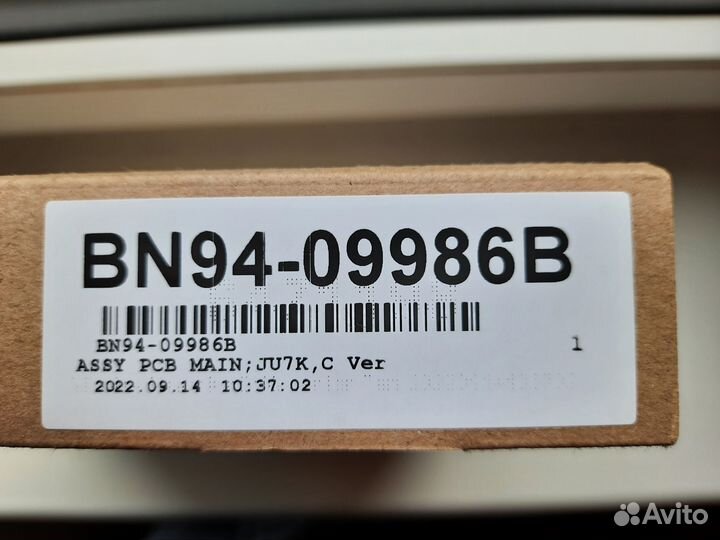 BN94-09986B
BN94-09986B 1
ASSY PCB MAIN;JU7K,C Ver
2022.09.14 10:37:02
Avito